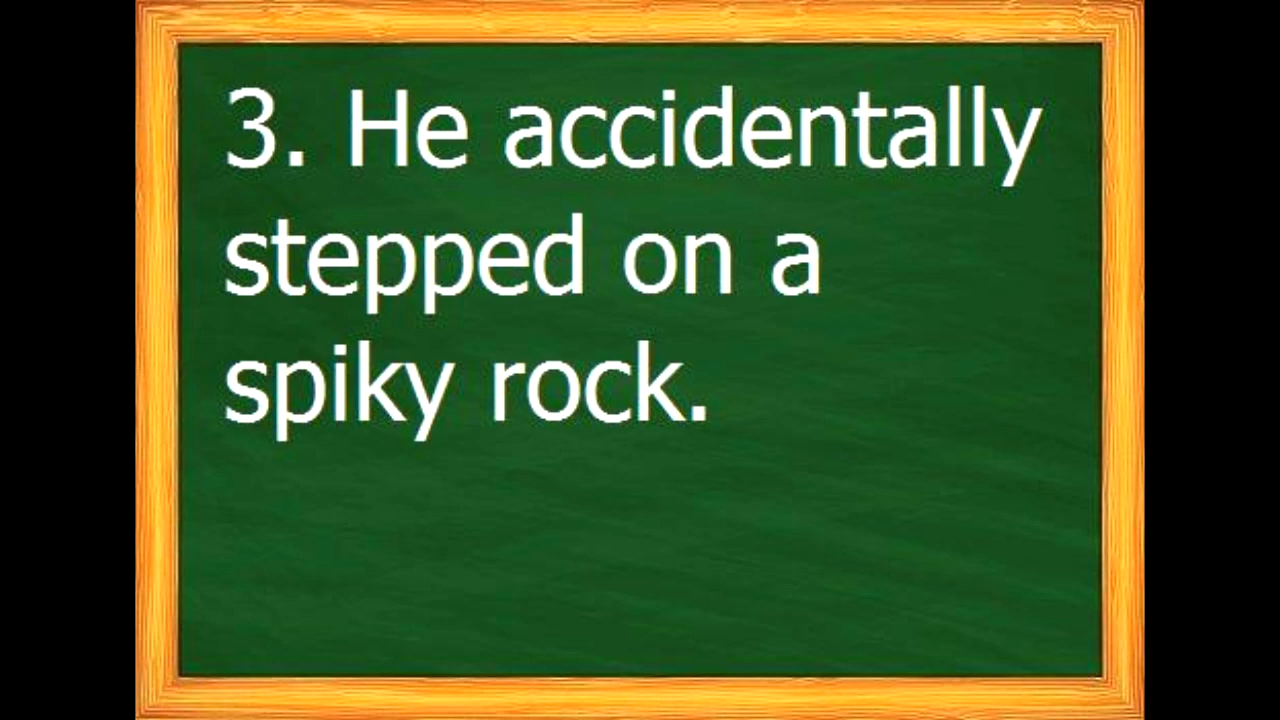 3. He accidentally
stepped on a
spiky rock.